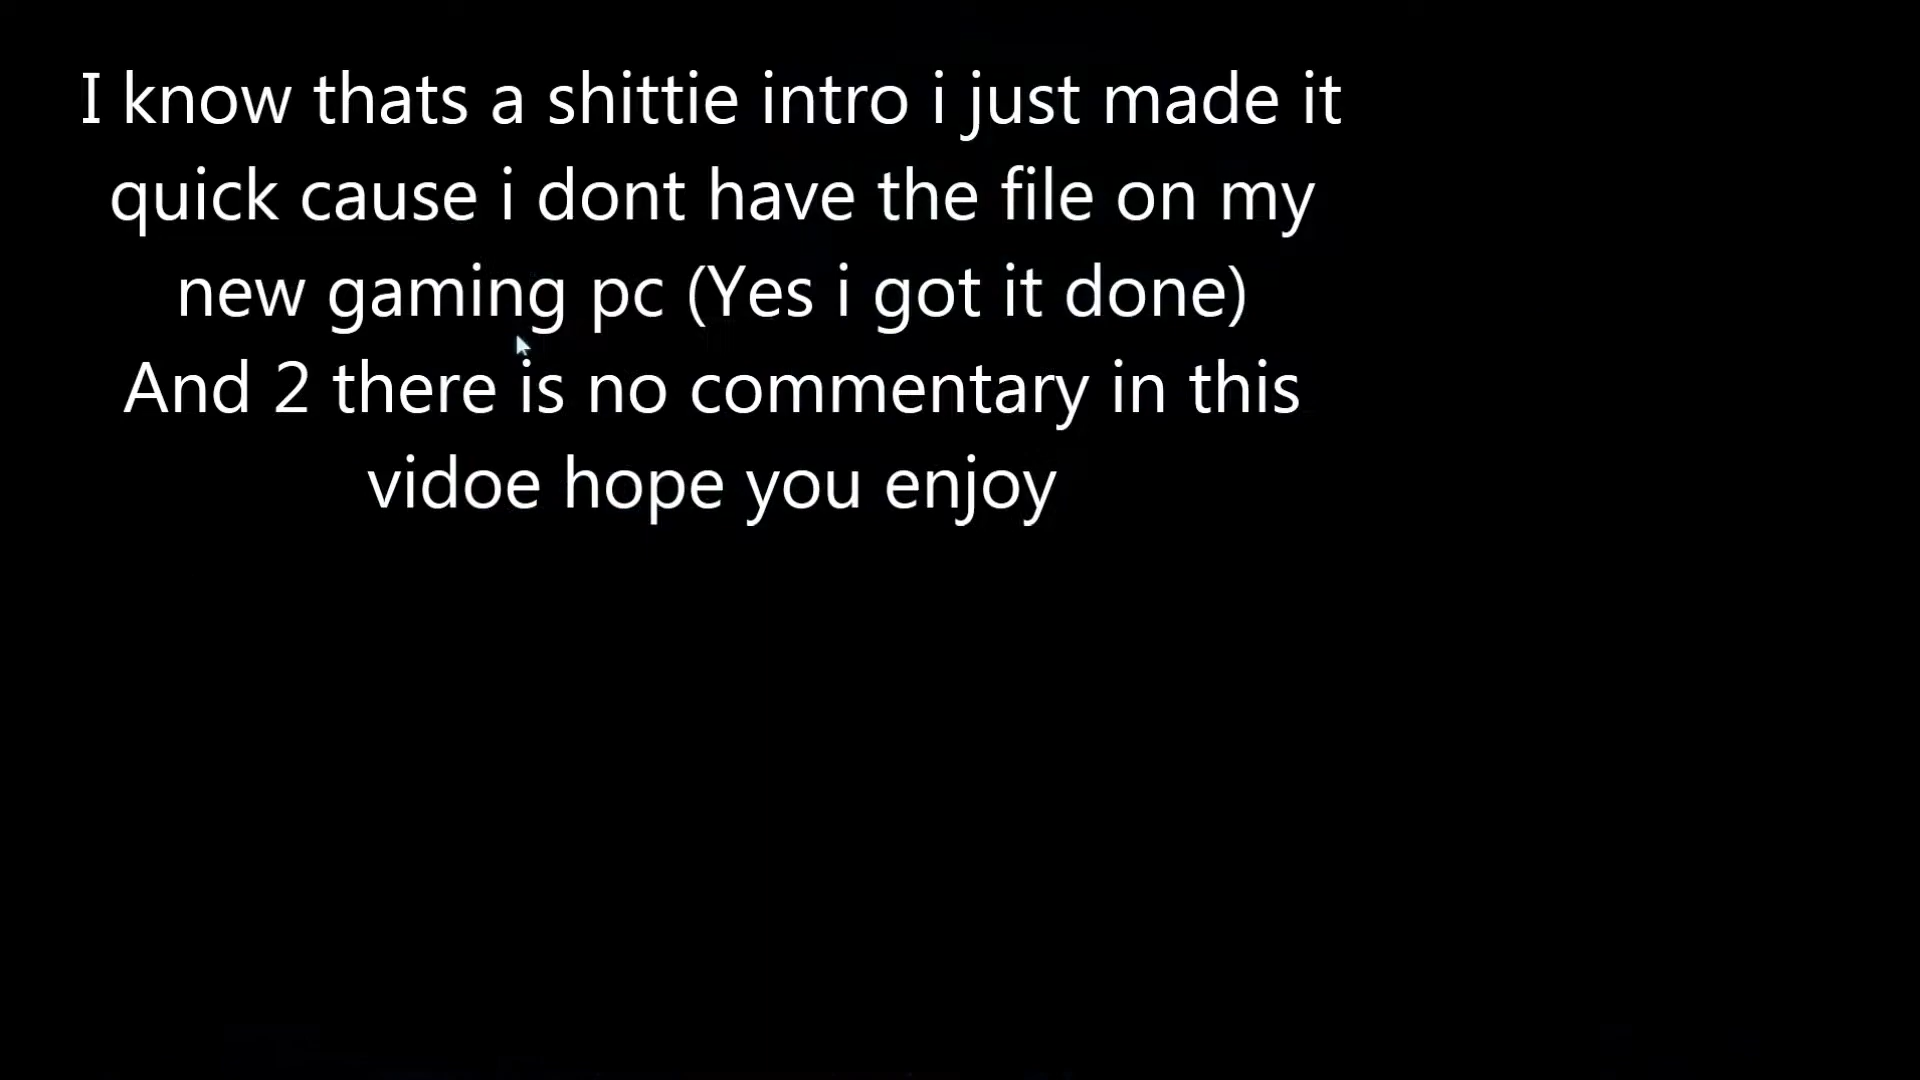 I know thats a shittie intro i just made it
quick cause i dont have the file on my
new gaming pc (Yes i got it done)
And 2 there is no commentary in this
vidoe hope you enjoy